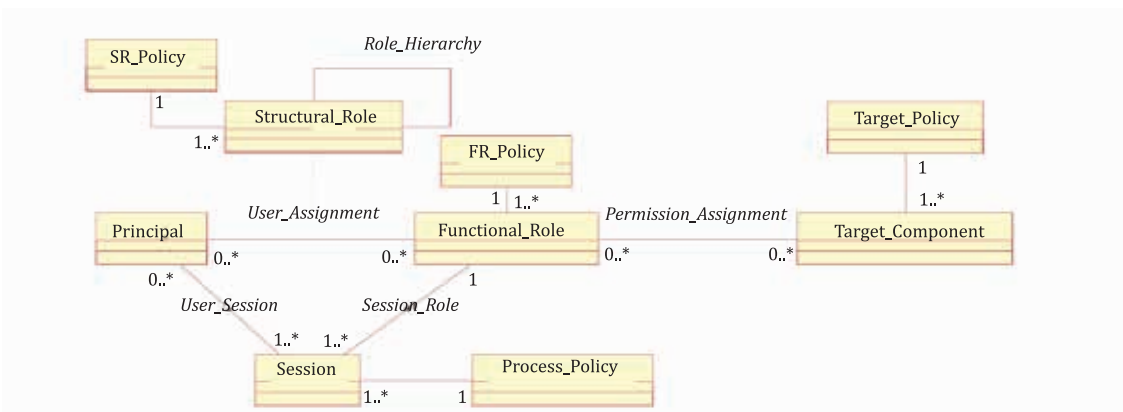 Role_Hierarchy
SR_Policy
1
Structural_Role
1..*
Target_Policy
FR_Policy
1
1 1..*
1..*
User_Assignment
Permission_Assignment
Principal
Functional_Role
Target_Component
0..* 0..*
0..* 0..*
0..*
1
User_Session
Session_Role
1..* 1..*
Session
Process_Policy
1..* 1